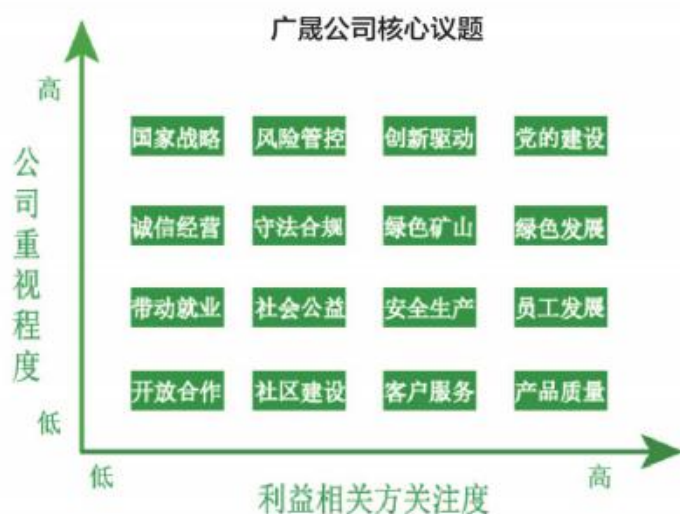 广晟公司核心议题
高
公司重视程度
低
国家战略 风险管控 创新驱动 党的建设
诚信经营 守法合规 绿色矿山 绿色发展
带动就业 社会公益 安全生产 员工发展
开放合作 社区建设 客户服务 产品质量
低 高
利益相关方关注度